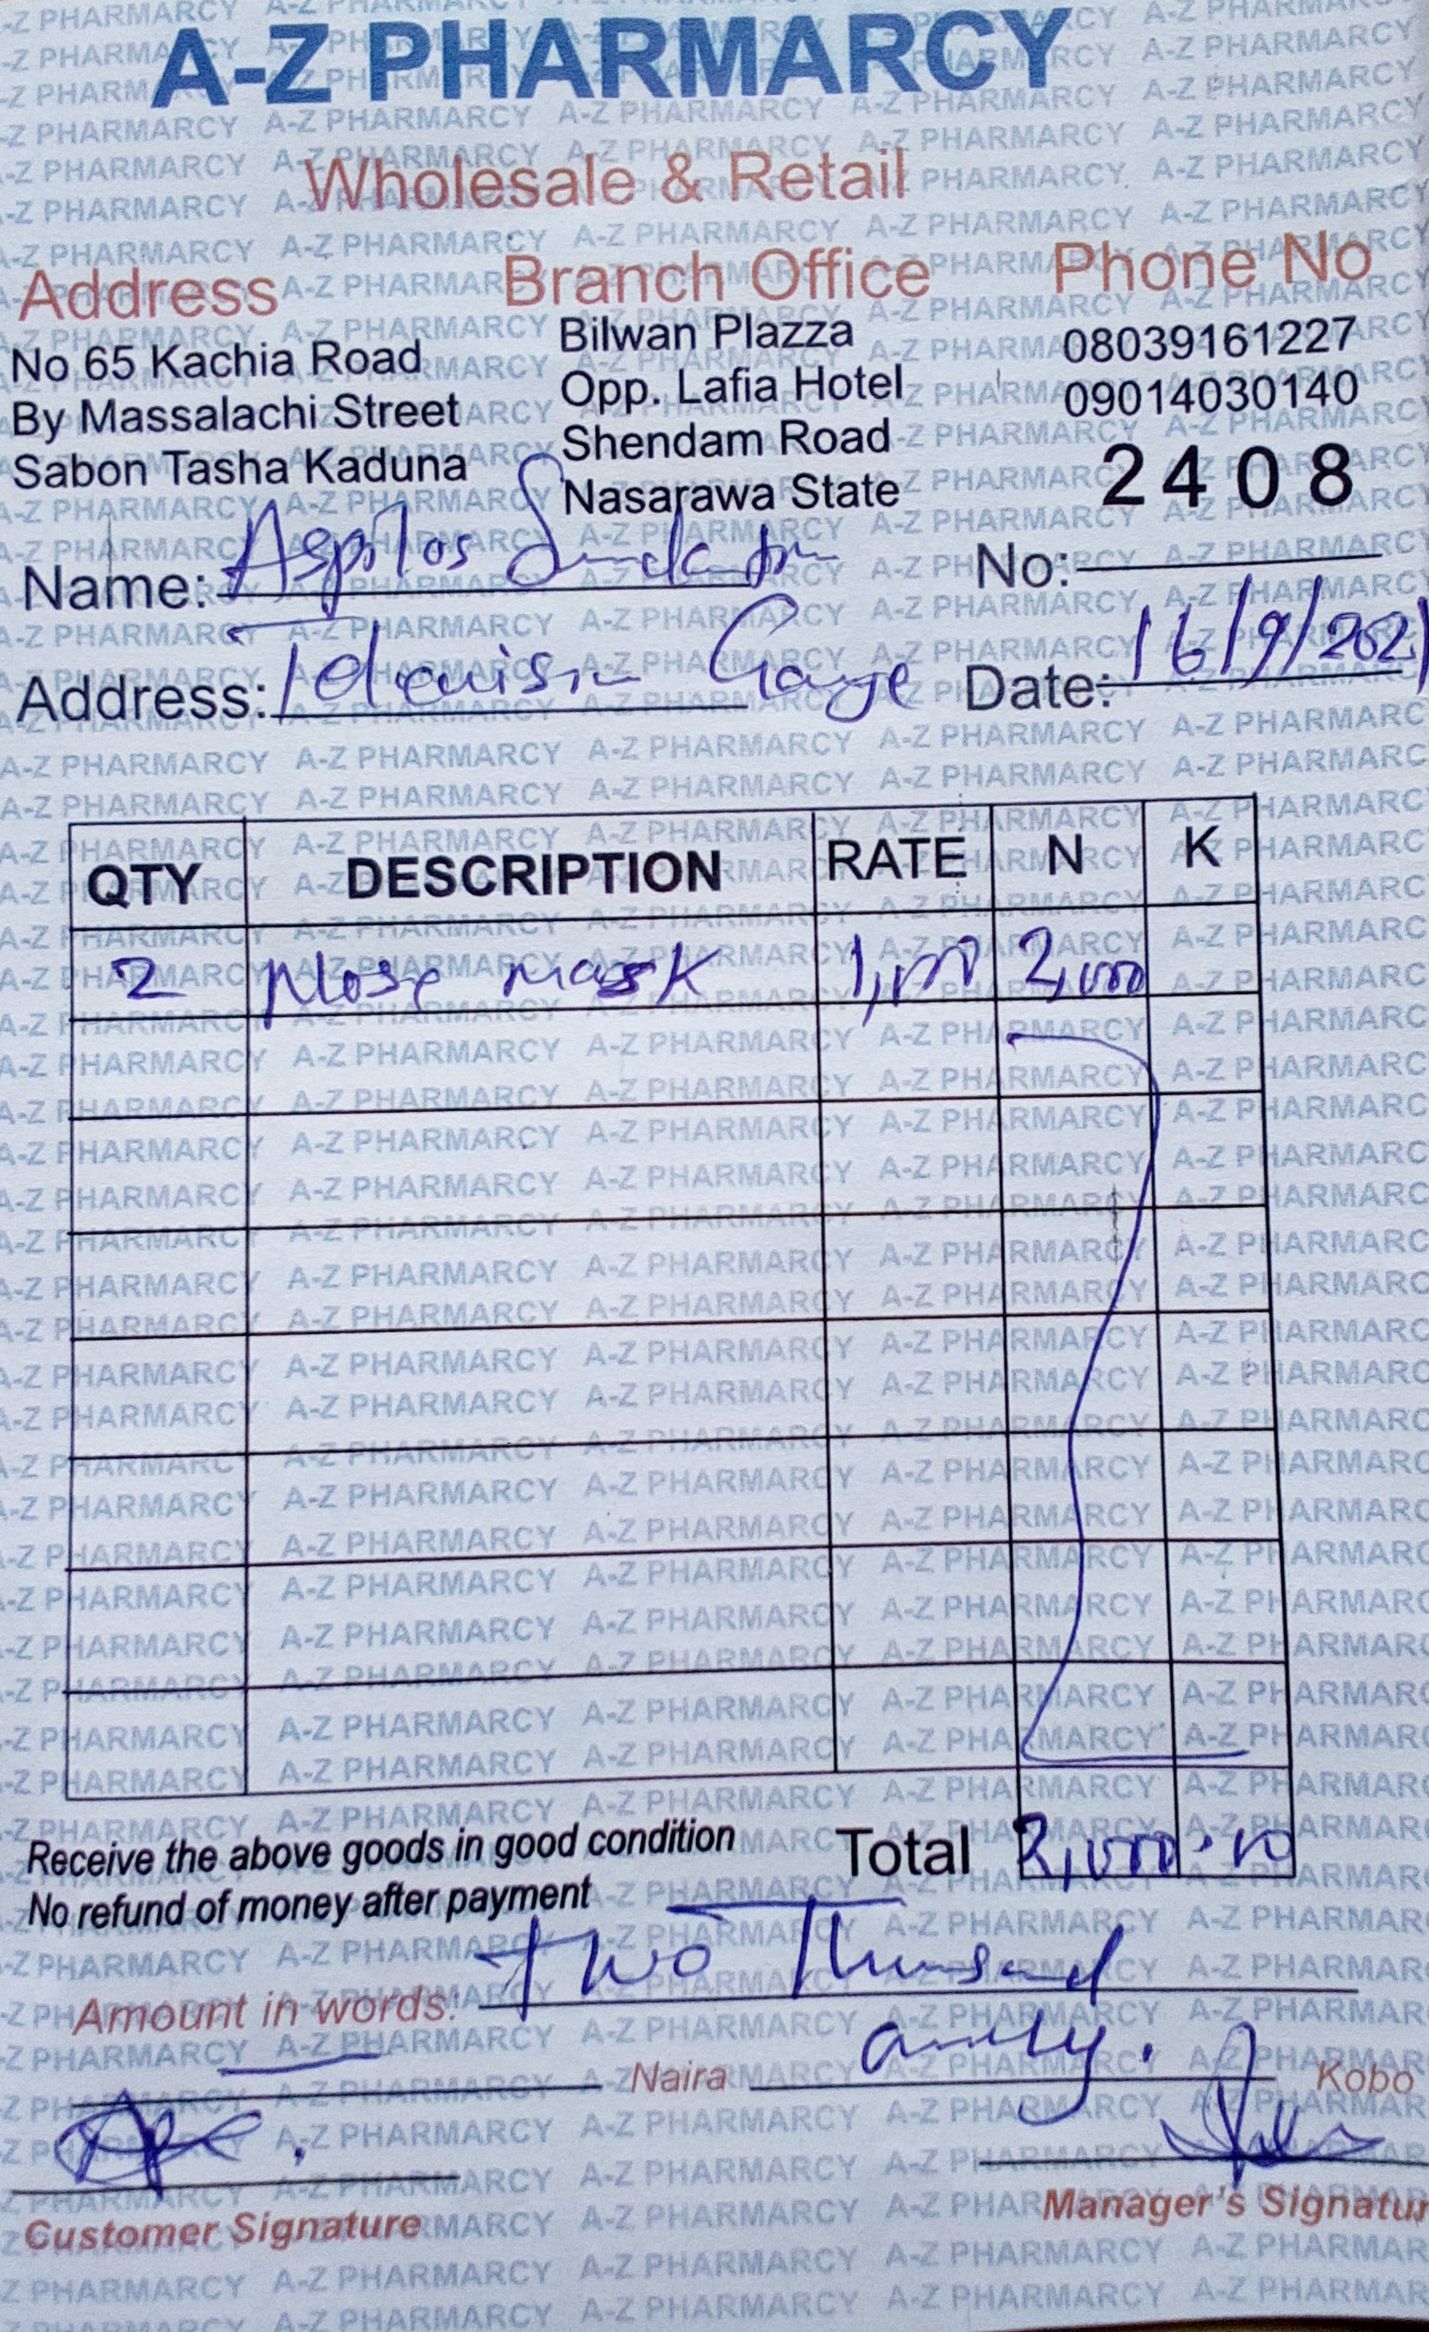 A-Z PHARMARCY
Wholesale & Retail
Address
No 65 Kachia Road
By Massalachi Street
Sabon Tasha Kaduna
Branch Office
Bilwan Plazza
Opp. Lafia Hotel
Shendam Road
Nasarawa State
Phone No
08039161227
09014030140
2408
Name: Aspilos
No:
Address: Television Garage
Date: 16/9/2021
QTY DESCRIPTION RATE N K
2 Nose mask 1,000 2,000
Receive the above goods in good condition
No refund of money after payment
Total 2,000
Amount in words: Two Thousand
Naira only. Kobo
Customer Signature
Manager's Signatur